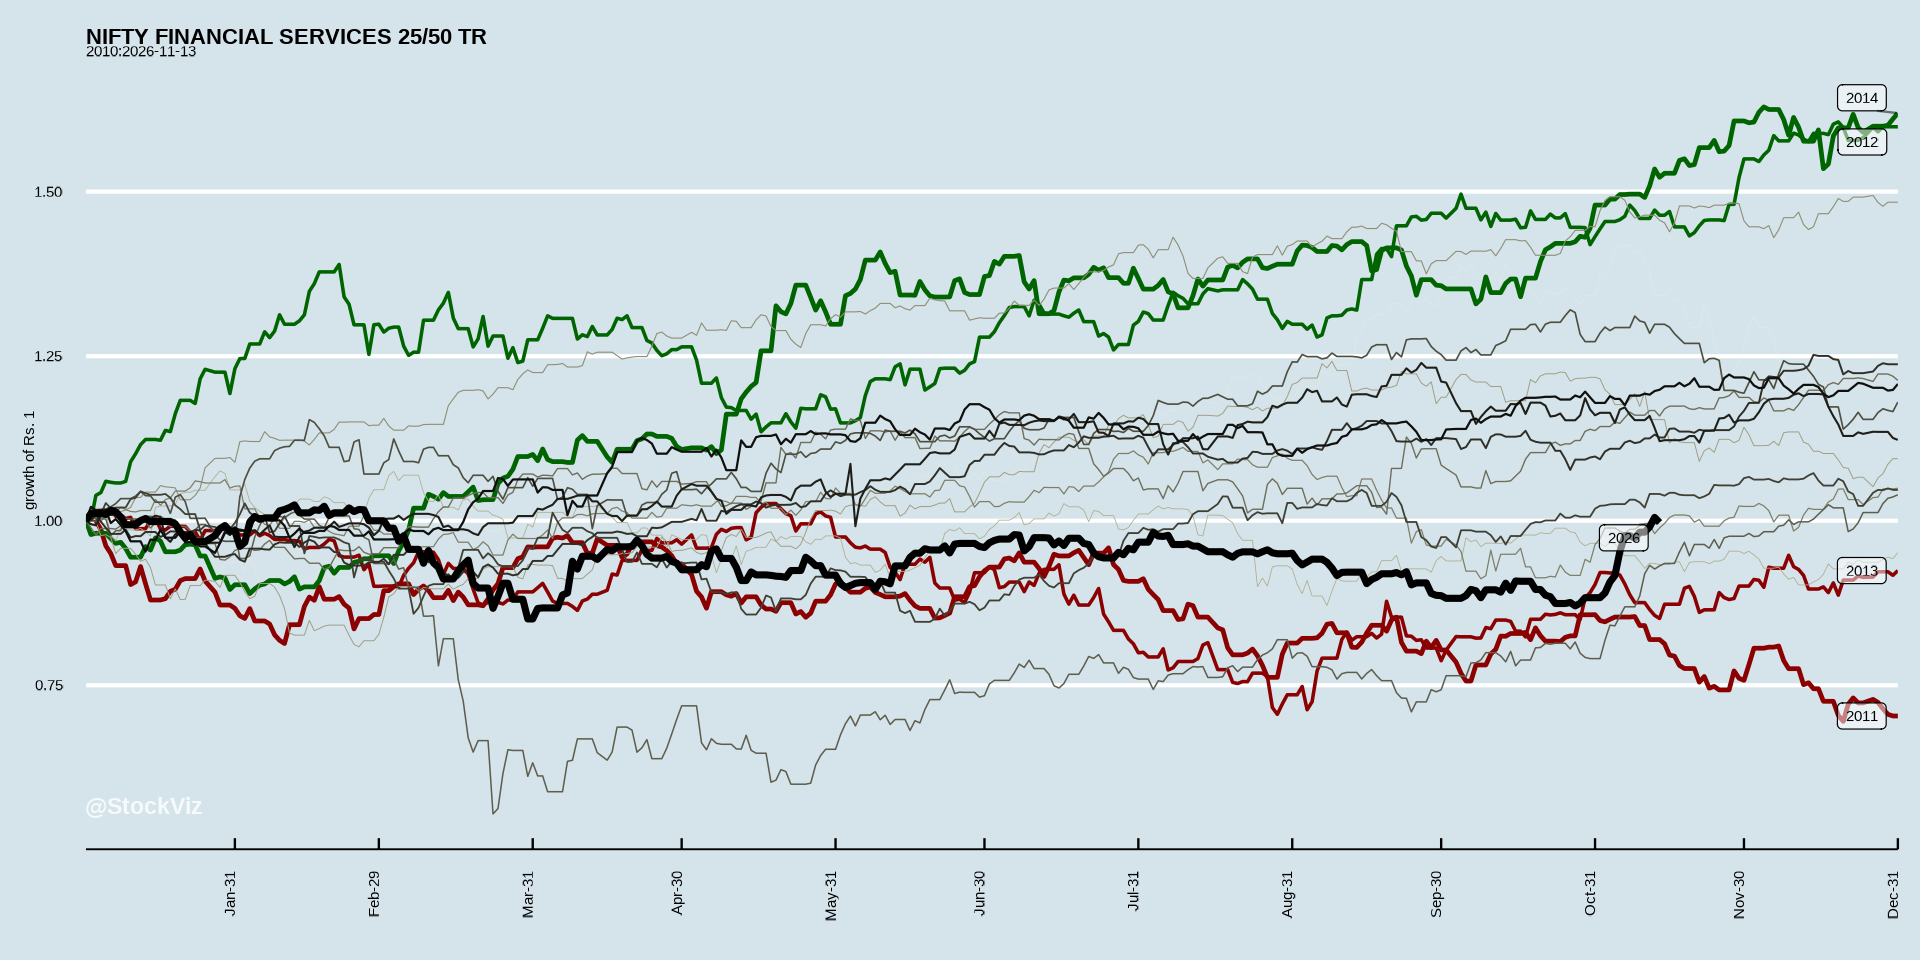 NIFTY FINANCIAL SERVICES 25/50 TR
2010:2026-11-13
2014
2012
1.50
1.25
growth of Rs. 1
1.00
2026
2013
0.75
2011
@StockViz
Jan-31
Feb-29
Mar-31
Apr-30
May-31
Jun-30
Jul-31
Aug-31
Sep-30
Oct-31
Nov-30
Dec-31